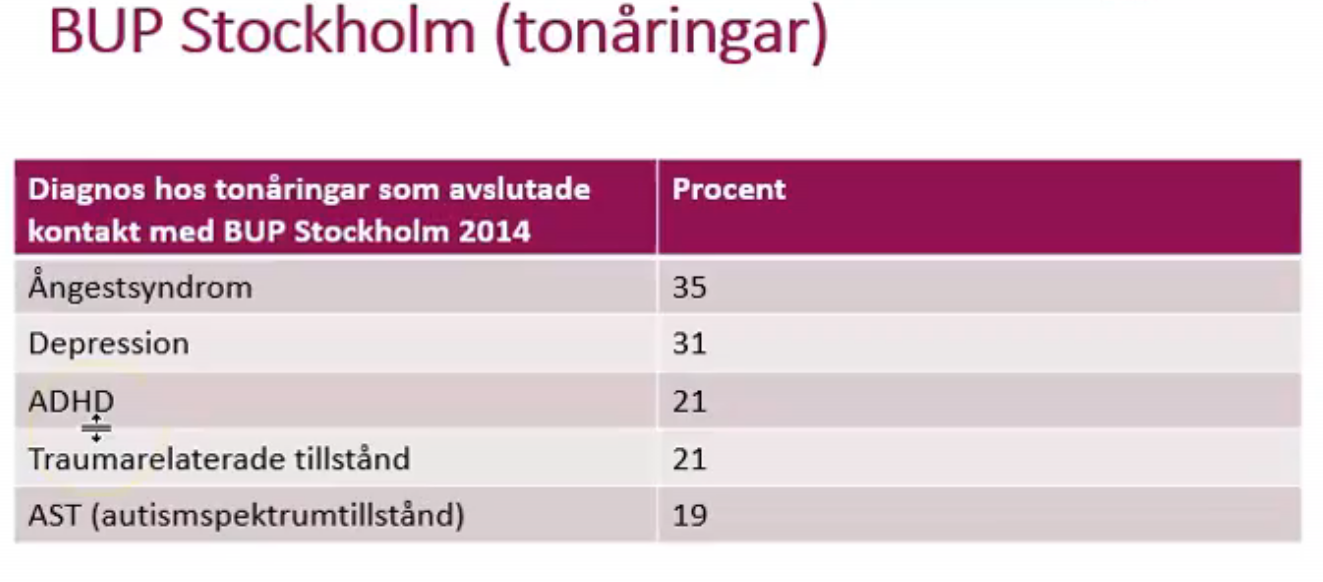 BUP Stockholm (tonåringar)
Diagnos hos tonåringar som avslutade
kontakt med BUP Stockholm 2014
Procent
Ångestsyndrom 35
Depression 31
ADHD 21
Traumarelaterade tillstånd 21
AST (autismspektrumtillstånd) 19